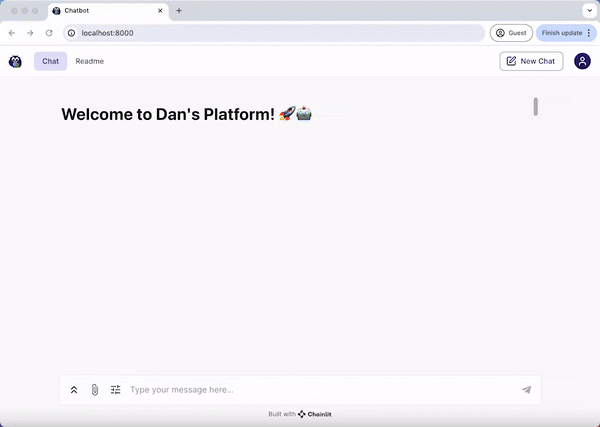 Chatbot
localhost:8000
Guest
Finish update
Chat
Readme
New Chat
Welcome to Dan's Platform! 🚀🤖
Type your message here...
Built with Chainlit